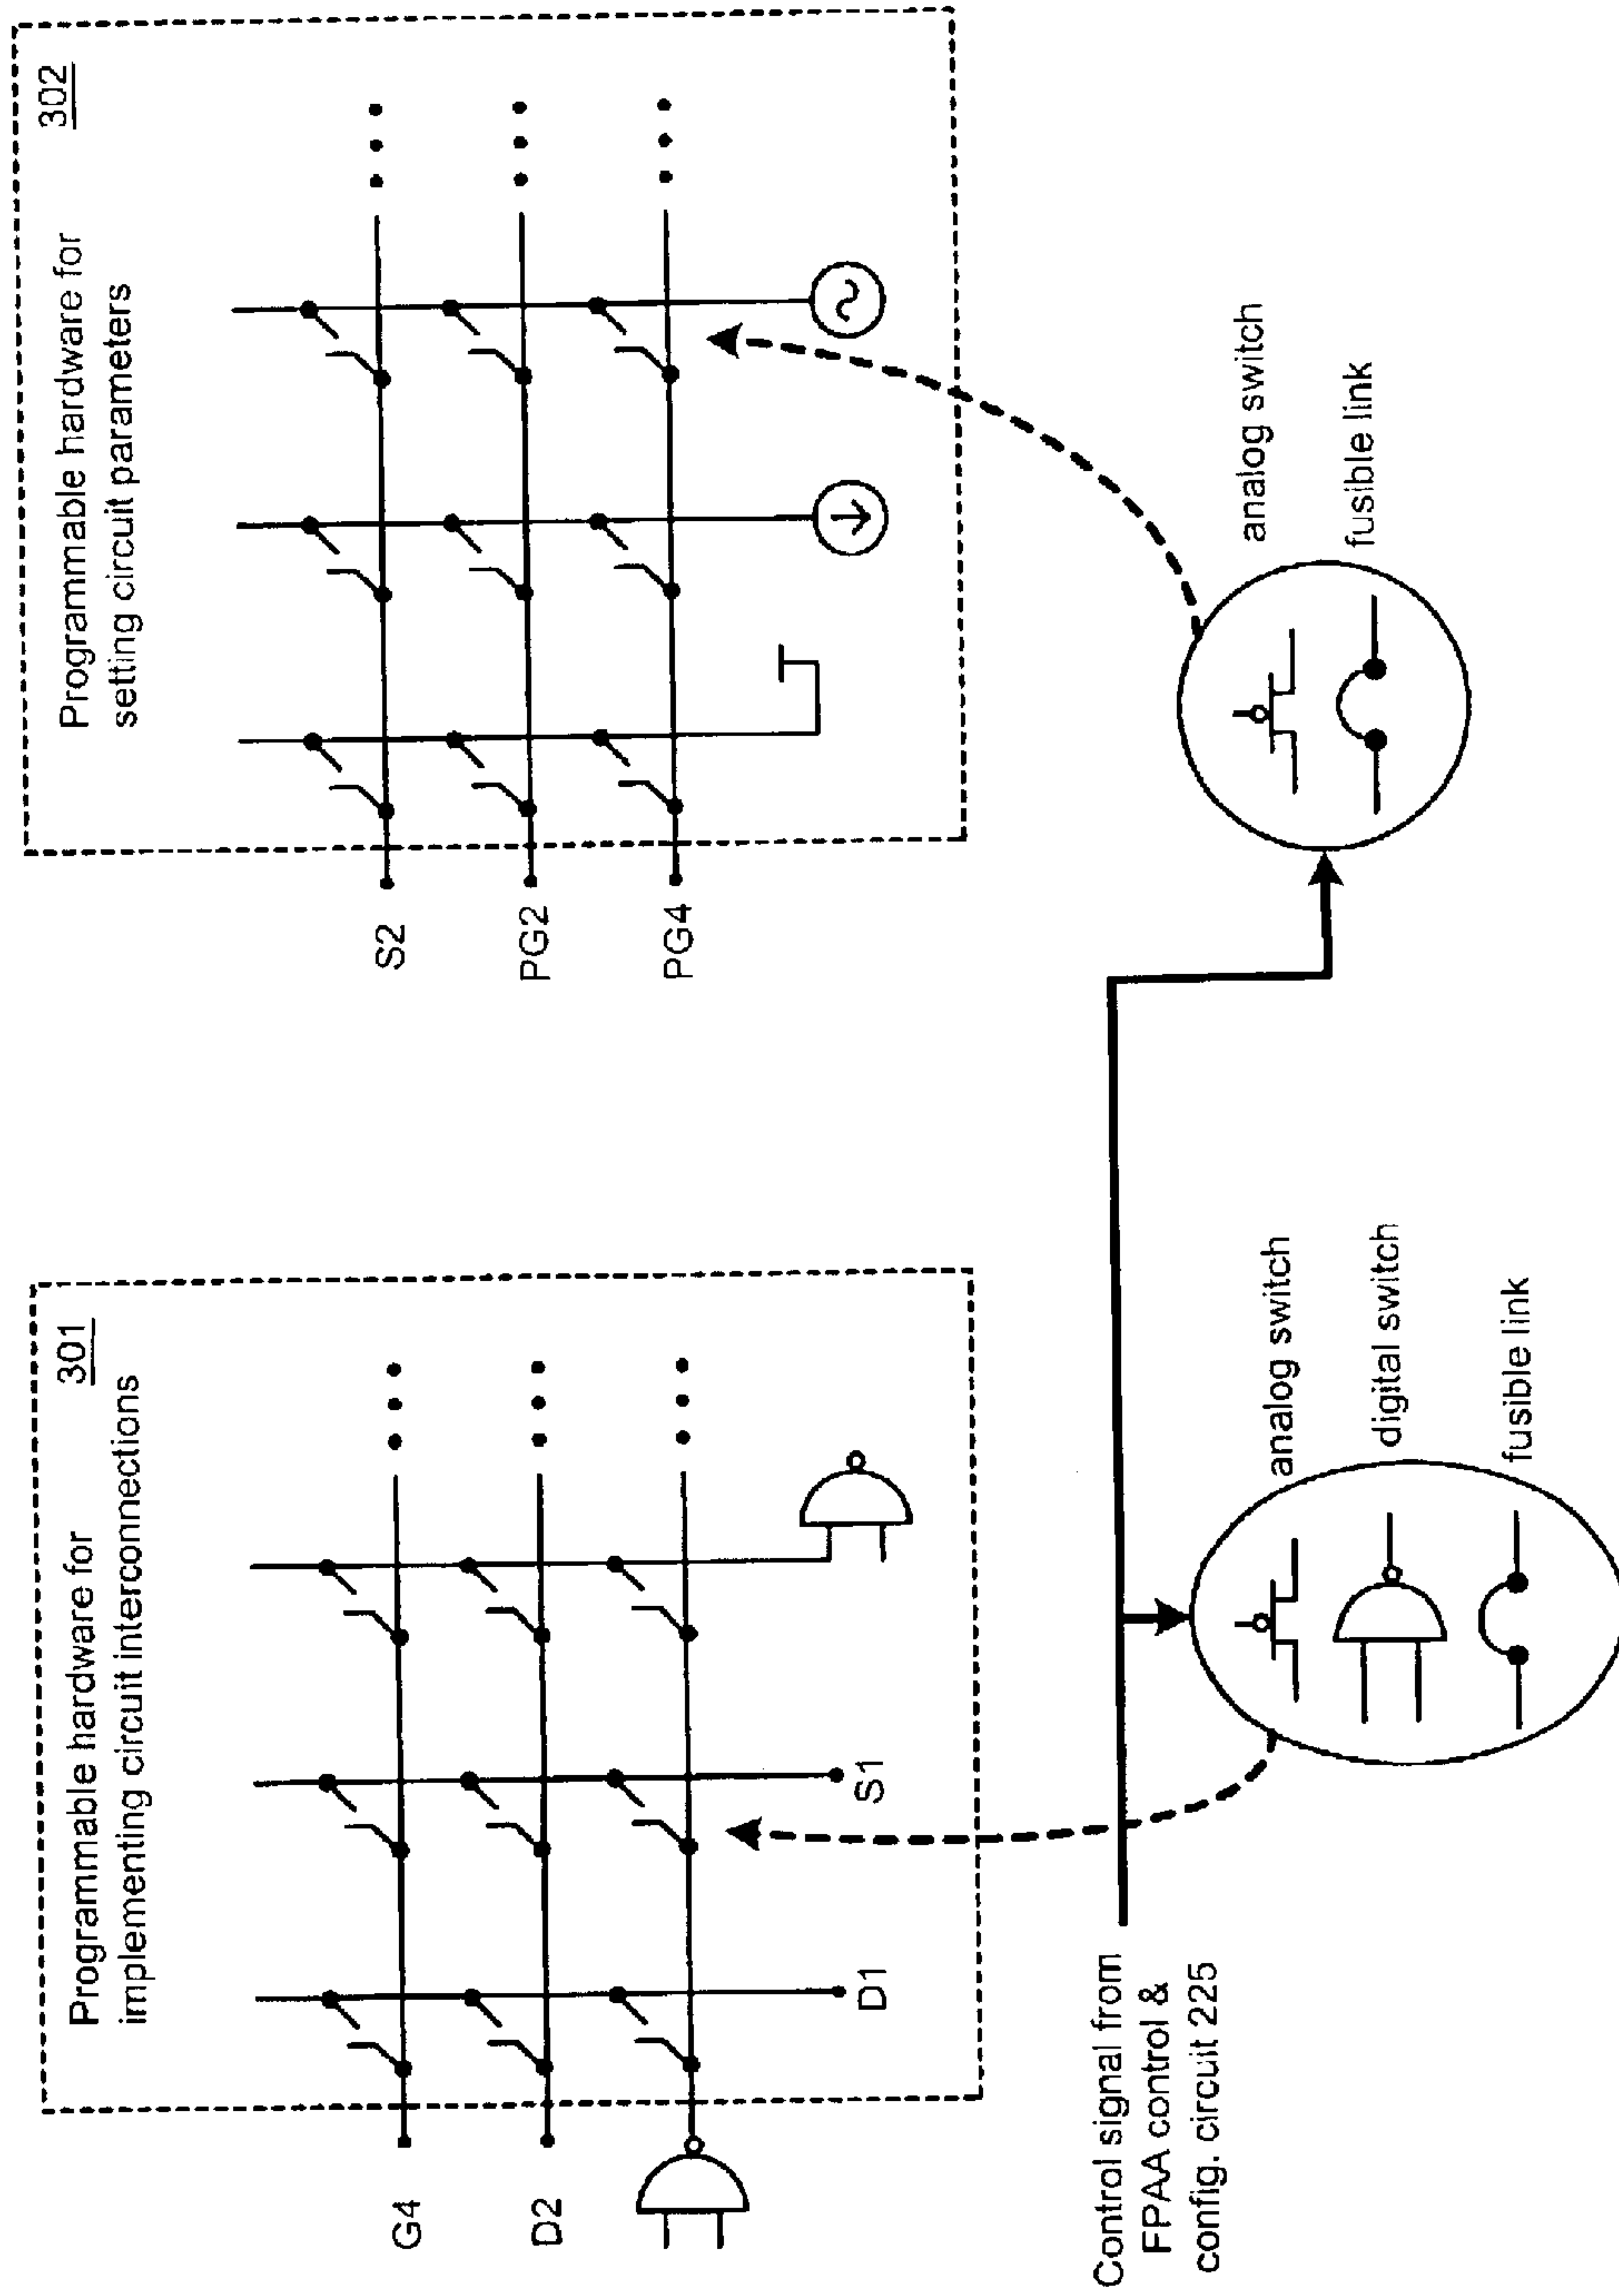 301
Programmable hardware for
implementing circuit interconnections
G4
D2
D1
S1
302
Programmable hardware for
setting circuit parameters
S2
PG2
PG4
Control signal from
FPAA control &
config. circuit 225
analog switch
digital switch
fusible link
analog switch
fusible link